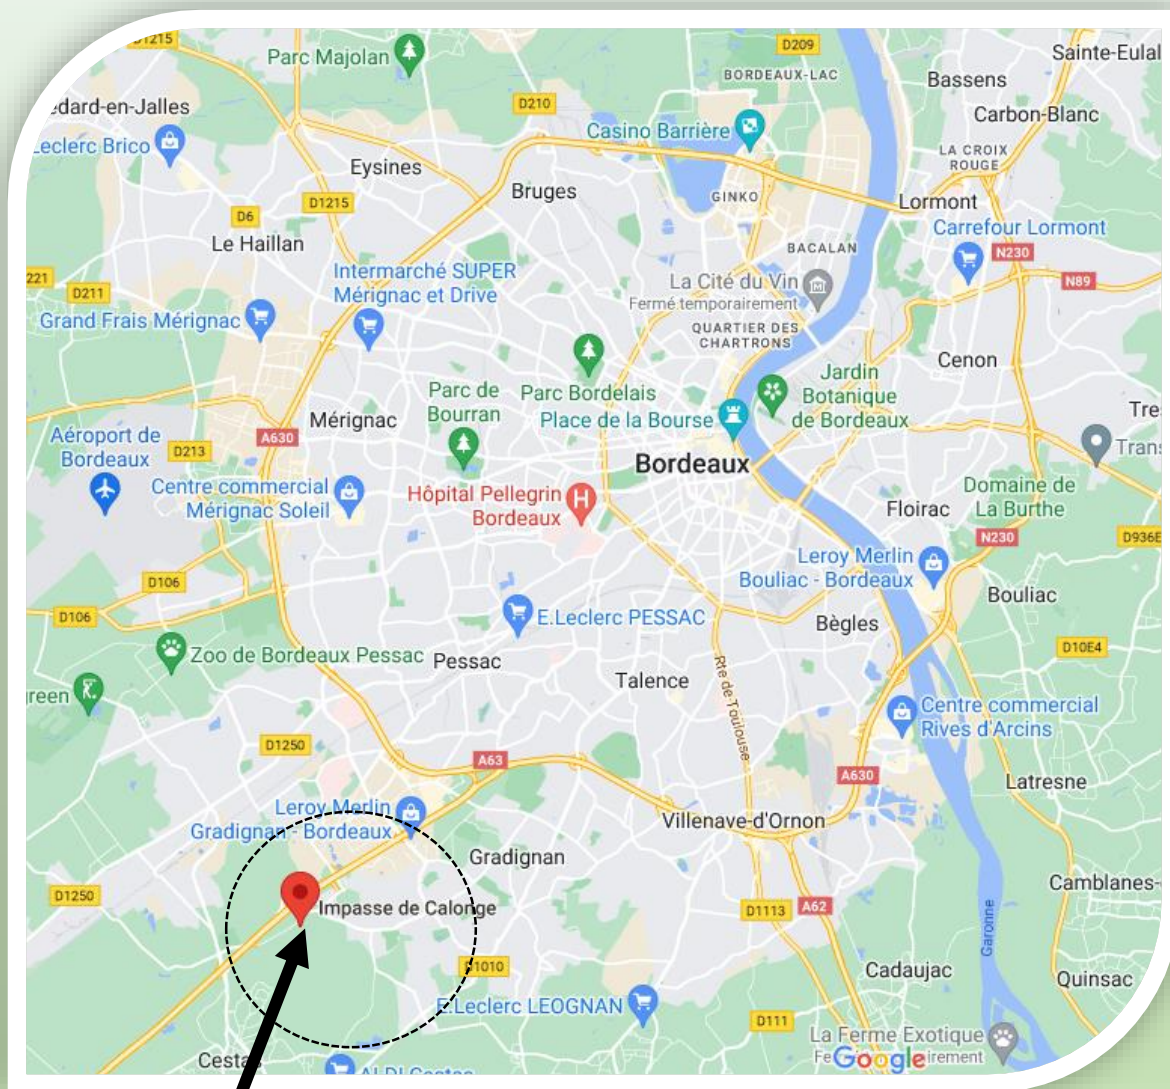 D1215
Parc Majolan
D209
Sainte-Eulal
BORDEAUX-LAC
Bassens
édard-en-Jalles
D210
Carbon-Blanc
Leclerc Brico
Casino Barrière
LA CROIX
ROUGE
Eysines
Bruges
GINKO
D6
D1215
Lormont
Le Haillan
BACALAN
Carrefour Lormont
N230
221
D211
Intermarché SUPER
Mérignac et Drive
La Cité du Vin
Fermé temporairement
N89
Grand Frais Mérignac
QUARTIER DES
CHARTRONS
Cenon
Parc de
Bourran
Parc Bordelais
Jardin
Botanique
de Bordeaux
Mérignac
Place de la Bourse
Tre
A630
Aéroport de
Bordeaux
D213
Trans
Bordeaux
Centre commercial
Mérignac Soleil
Hôpital Pellegrin
Bordeaux
H
Domaine de
La Burthe
Floirac
N230
D936E
Leroy Merlin
Bouliac - Bordeaux
D106
Bouliac
D106
E.Leclerc PESSAC
Bègles
Zoo de Bordeaux Pessac
Pessac
D10E4
Talence
Rte de Toulouse
reen
Centre commercial
Rives d'Arcins
D1250
A63
A630
Latresne
Leroy Merlin
Gradignan - Bordeaux
Villenave-d'Ornon
Gradignan
D1250
Impasse de Calonge
D1113
A62
Camblanes-
Garonne
D1010
Cadaujac
Quinsac
E.Leclerc LEOGNAN
D111
La Ferme Exotique
Fe
Google
irement
Cestas
ALDI Cestas